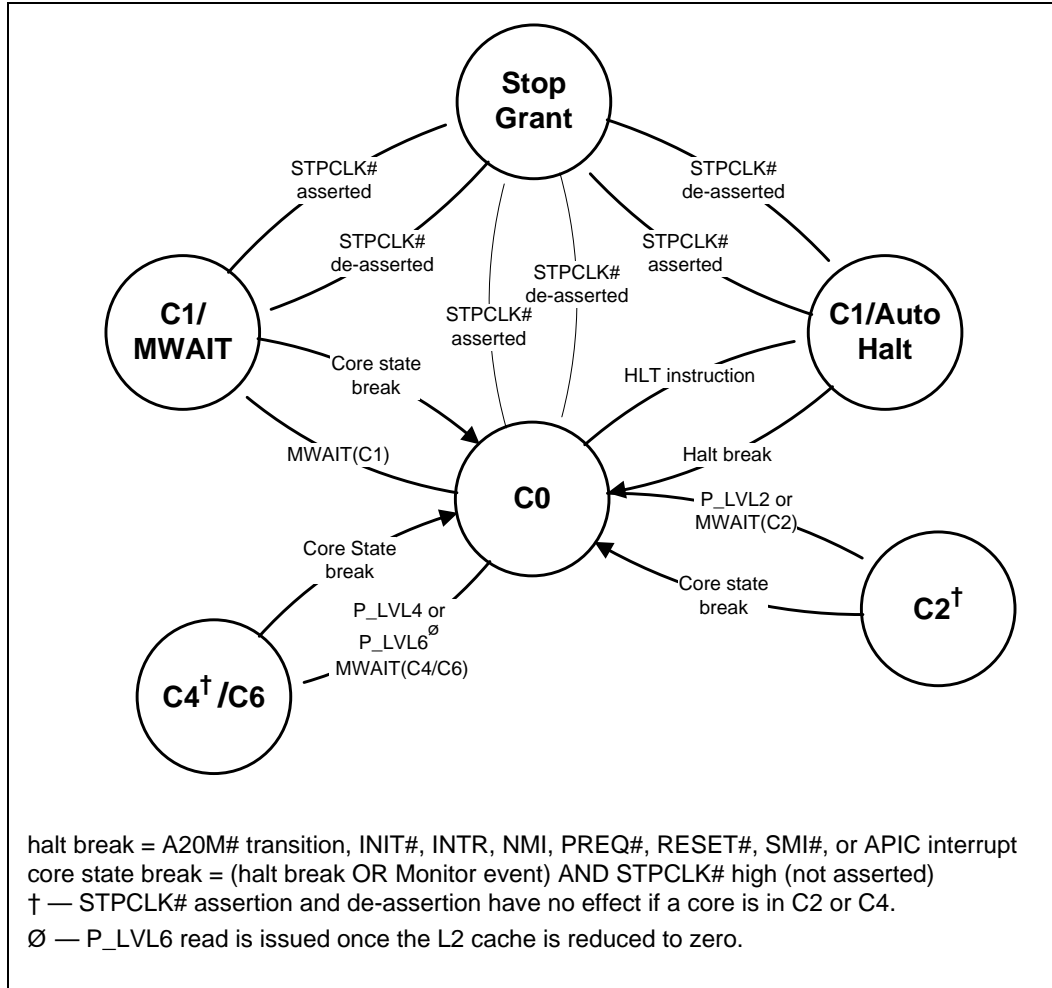 Stop
Grant
STPCLK#
asserted
STPCLK#
de-asserted
STPCLK#
de-asserted
STPCLK#
asserted
STPCLK#
de-asserted
STPCLK#
asserted
C1/
MWAIT
C1/Auto
Halt
Core state
break
HLT instruction
MWAIT(C1)
Halt break
C0
P_LVL2 or
MWAIT(C2)
Core State
break
Core state
break
C2†
P_LVL4 or
P_LVL6Ø
MWAIT(C4/C6)
C4† /C6
halt break = A20M# transition, INIT#, INTR, NMI, PREQ#, RESET#, SMI#, or APIC interrupt
core state break = (halt break OR Monitor event) AND STPCLK# high (not asserted)
† — STPCLK# assertion and de-assertion have no effect if a core is in C2 or C4.
Ø — P_LVL6 read is issued once the L2 cache is reduced to zero.